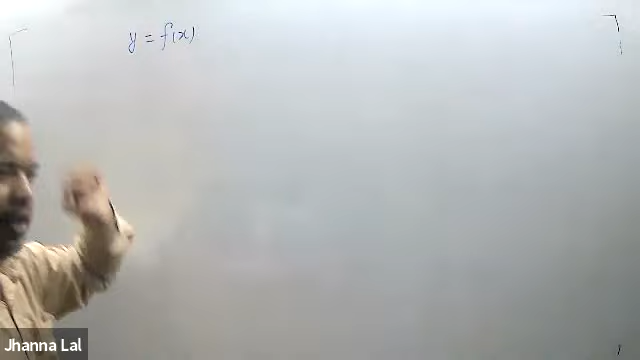 y = f(x)
Jhanna Lal